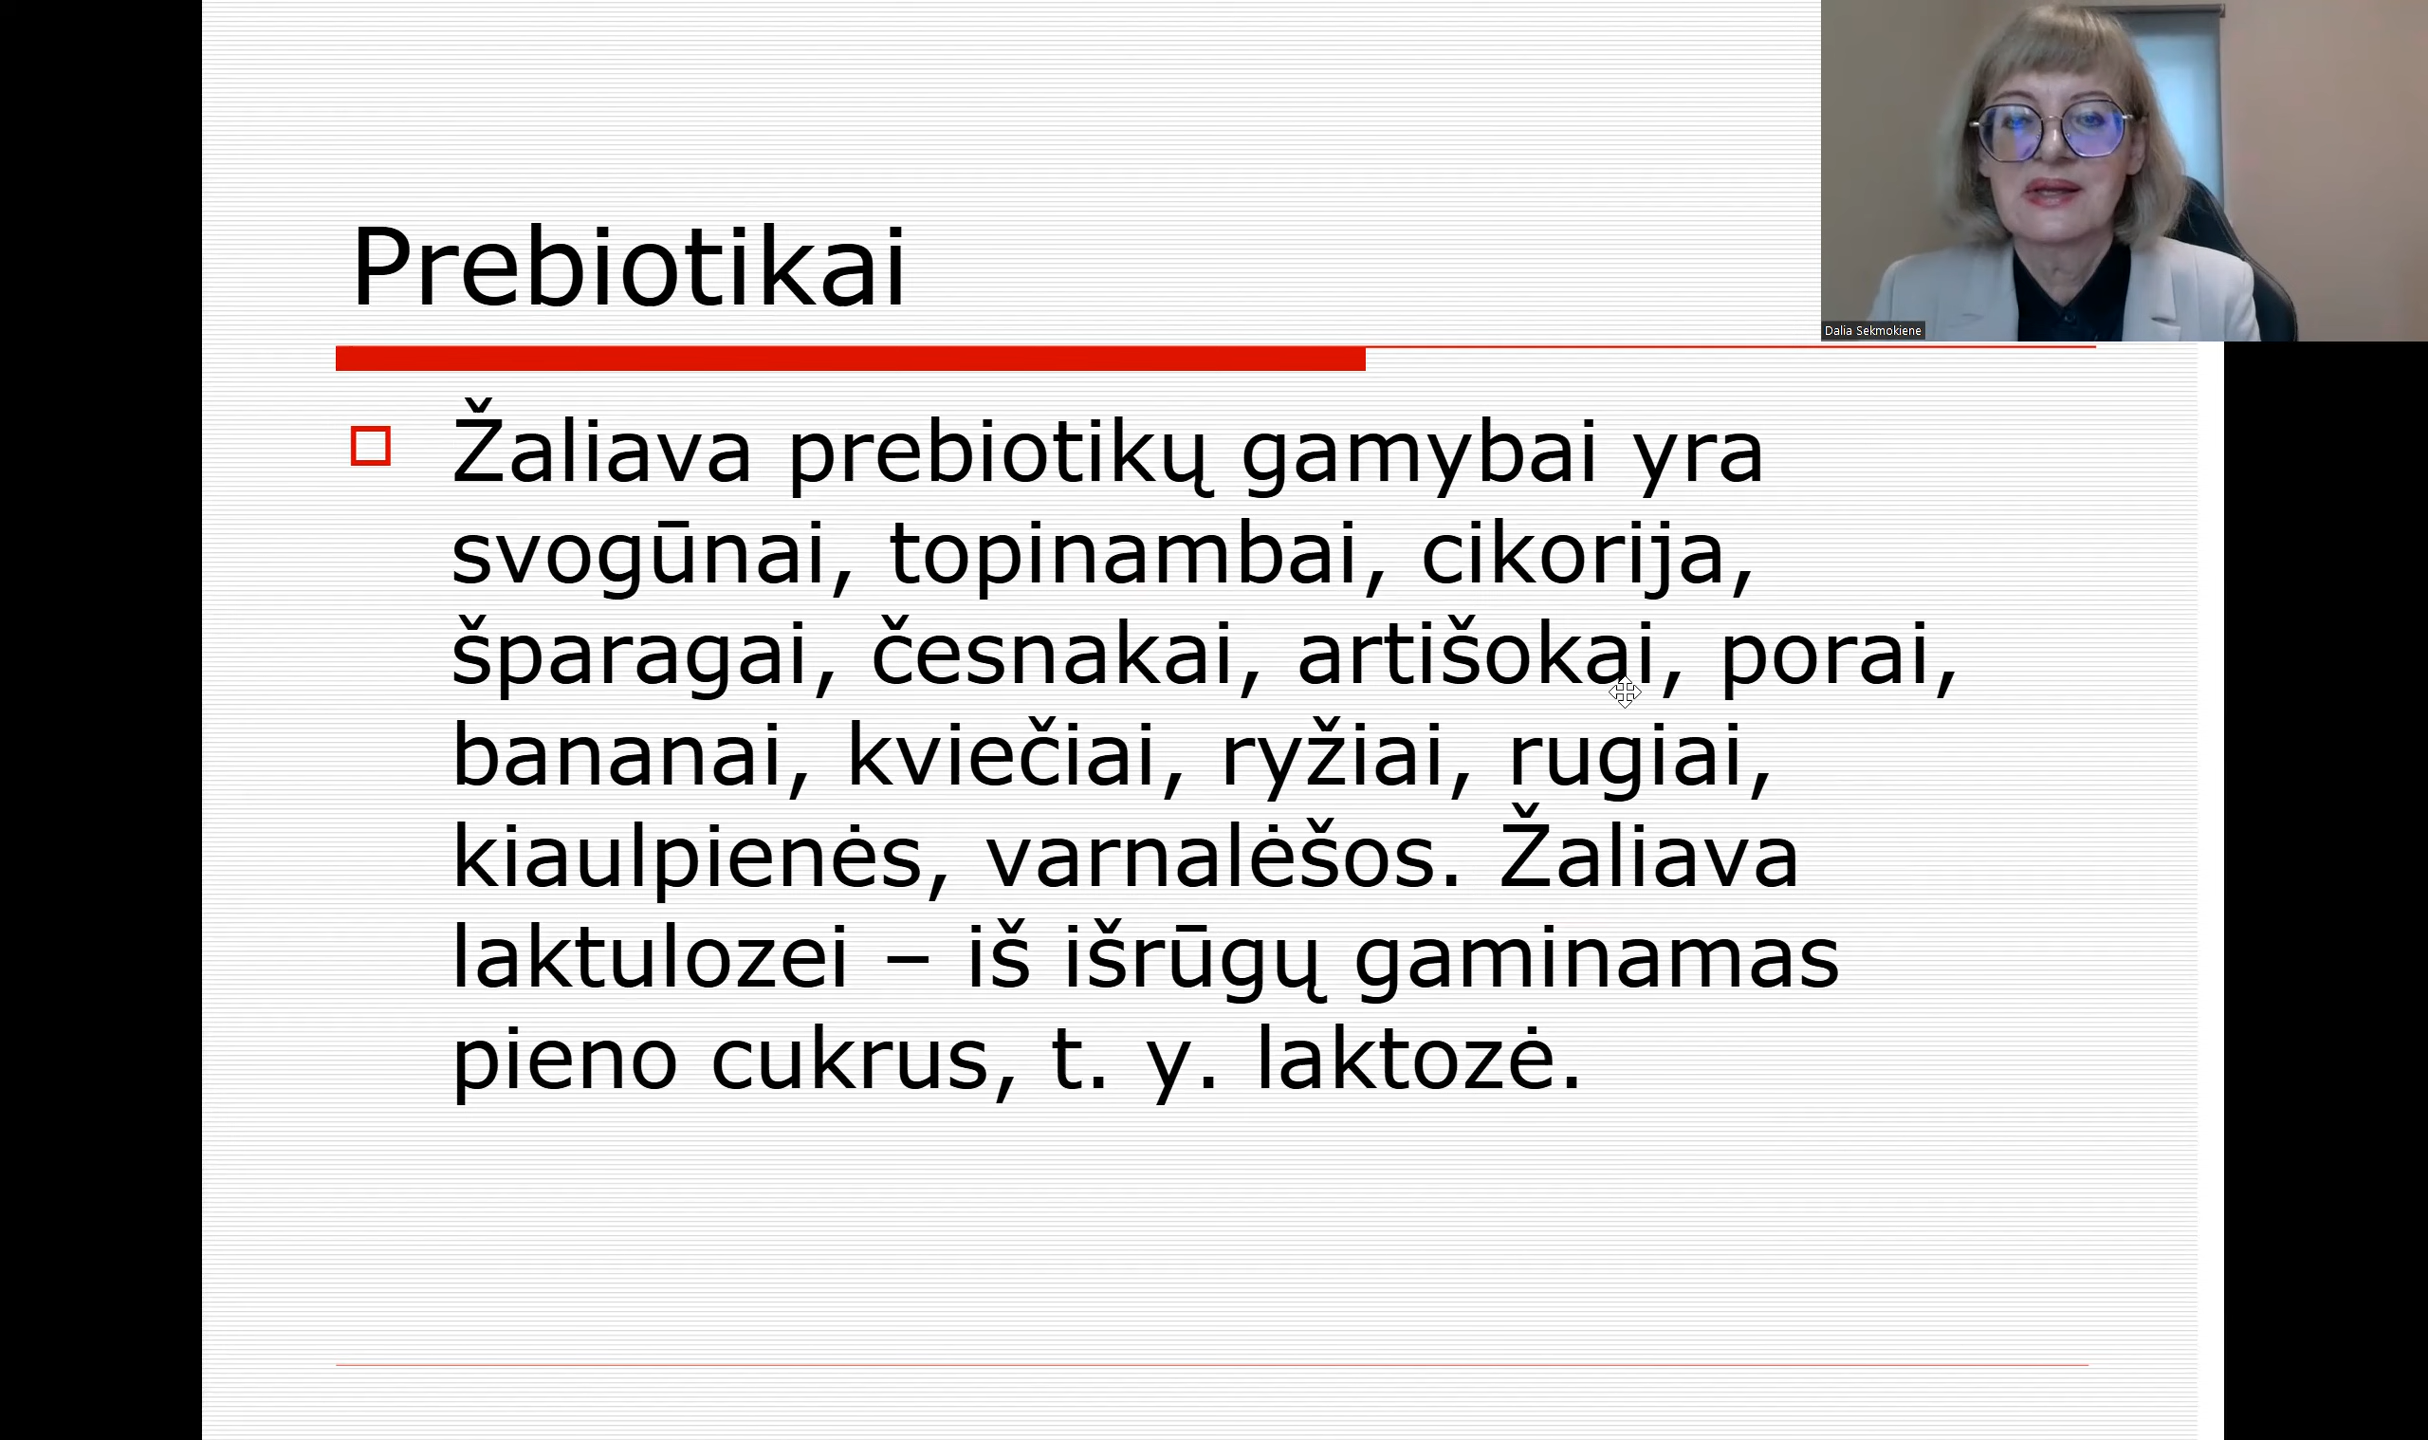 Prebiotikai
Žaliava prebiotikų gamybai yra
svogūnai, topinambai, cikorija,
šparagai, česnakai, artišokai, porai,
bananai, kviečiai, ryžiai, rugiai,
kiaulpienės, varnalėšos. Žaliava
laktulozei – iš išrūgų gaminamas
pieno cukrus, t. y. laktozė.
Dalia Sekmokiene